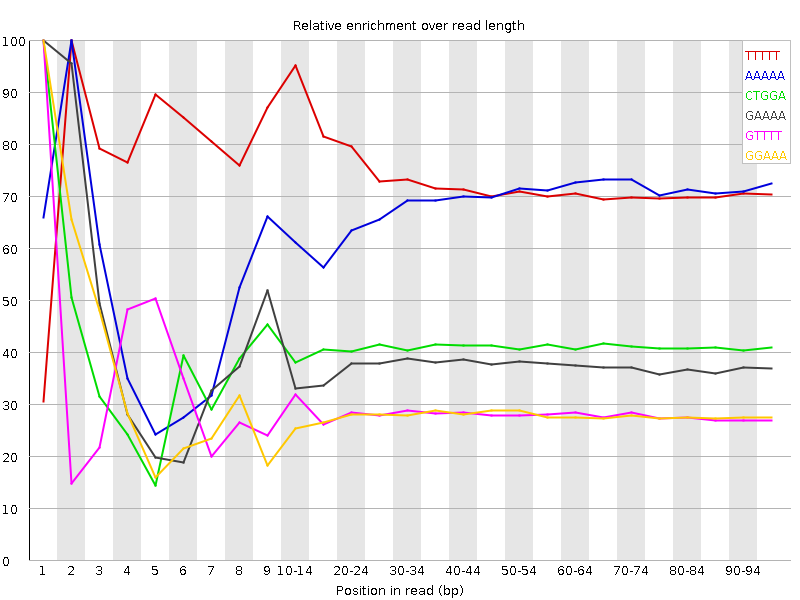 Relative enrichment over read length
100
90
80
70
60
50
40
30
20
10
0
TTTTT
AAAAA
CTGGA
GAAAA
GTTTT
GGAAA
1 2 3 4 5 6 7 8 9 10-14 20-24 30-34 40-44 50-54 60-64 70-74 80-84 90-94
Position in read (bp)